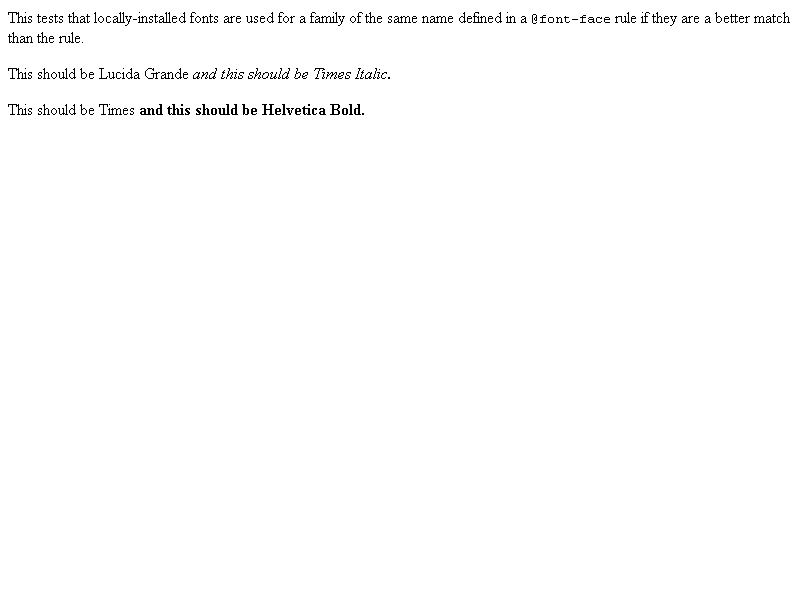 This tests that locally-installed fonts are used for a family of the same name defined in a @font-face rule if they are a better match
than the rule.
This should be Lucida Grande and this should be Times Italic.
This should be Times and this should be Helvetica Bold.